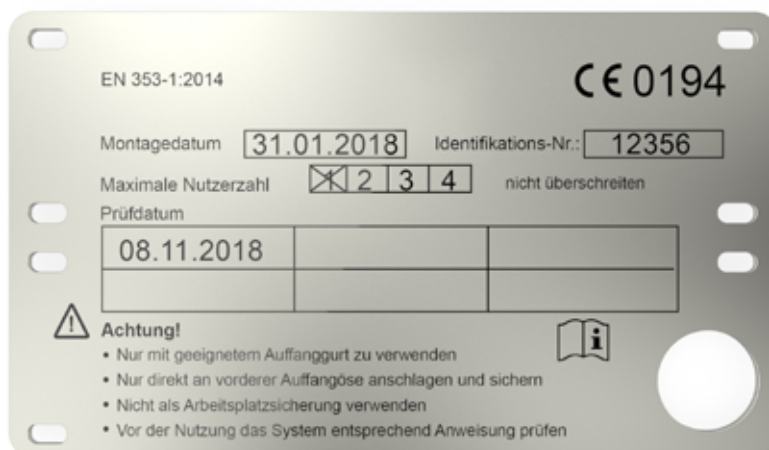 EN 353-1:2014
CE 0194
Montagedatum 31.01.2018 Identifikations-Nr.: 12356
Maximale Nutzerzahl 1 2 3 4 nicht überschreiten
Prüfdatum
08.11.2018
Achtung!
• Nur mit geeignetem Auffanggurt zu verwenden
• Nur direkt an vorderer Auffangöse anschlagen und sichern
• Nicht als Arbeitsplatzsicherung verwenden
• Vor der Nutzung das System entsprechend Anweisung prüfen